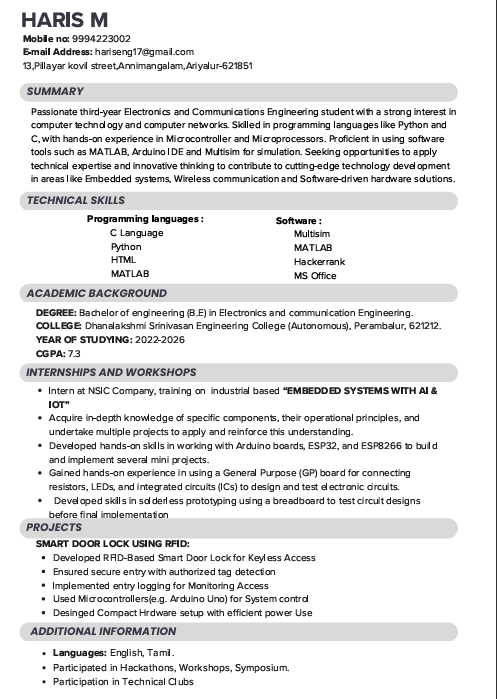 HARIS M
Mobile no: 9994223002
E-mail Address: hariseng17@gmail.com
13,Pillayar kovil street,Annimangalam,Ariyalur-621851
SUMMARY
Passionate third-year Electronics and Communications Engineering student with a strong interest in
computer technology and computer networks. Skilled in programming languages like Python and
C, with hands-on experience in Microcontroller and Microprocessors. Proficient in using software
tools such as MATLAB, Arduino IDE and Multisim for simulation. Seeking opportunities to apply
technical expertise and innovative thinking to contribute to cutting-edge technology development
in areas like Embedded systems, Wireless communication and Software-driven hardware solutions.
TECHNICAL SKILLS
Programming languages :
C Language
Python
HTML
MATLAB
Software :
Multisim
MATLAB
Hackerrank
MS Office
ACADEMIC BACKGROUND
DEGREE: Bachelor of engineering (B.E) in Electronics and communication Engineering.
COLLEGE: Dhanalakshmi Srinivasan Engineering College (Autonomous), Perambalur, 621212.
YEAR OF STUDYING: 2022-2026
CGPA: 7.3
INTERNSHIPS AND WORKSHOPS
• Intern at NSIC Company, training on industrial based “EMBEDDED SYSTEMS WITH AI &
IOT”
• Acquire in-depth knowledge of specific components, their operational principles, and
undertake multiple projects to apply and reinforce this understanding.
• Developed hands-on skills in working with Arduino boards, ESP32, and ESP8266 to build
and implement several mini projects.
• Gained hands-on experience in using a General Purpose (GP) board for connecting
resistors, LEDs, and integrated circuits (ICs) to design and test electronic circuits.
• Developed skills in solderless prototyping using a breadboard to test circuit designs
before final implementation
PROJECTS
SMART DOOR LOCK USING RFID:
• Developed RFID-Based Smart Door Lock for Keyless Access
• Ensured secure entry with authorized tag detection
• Implemented entry logging for Monitoring Access
• Used Microcontrollers(e.g. Arduino Uno) for System control
• Desinged Compact Hrdware setup with efficient power Use
ADDITIONAL INFORMATION
• Languages: English, Tamil.
• Participated in Hackathons, Workshops, Symposium.
• Participation in Technical Clubs